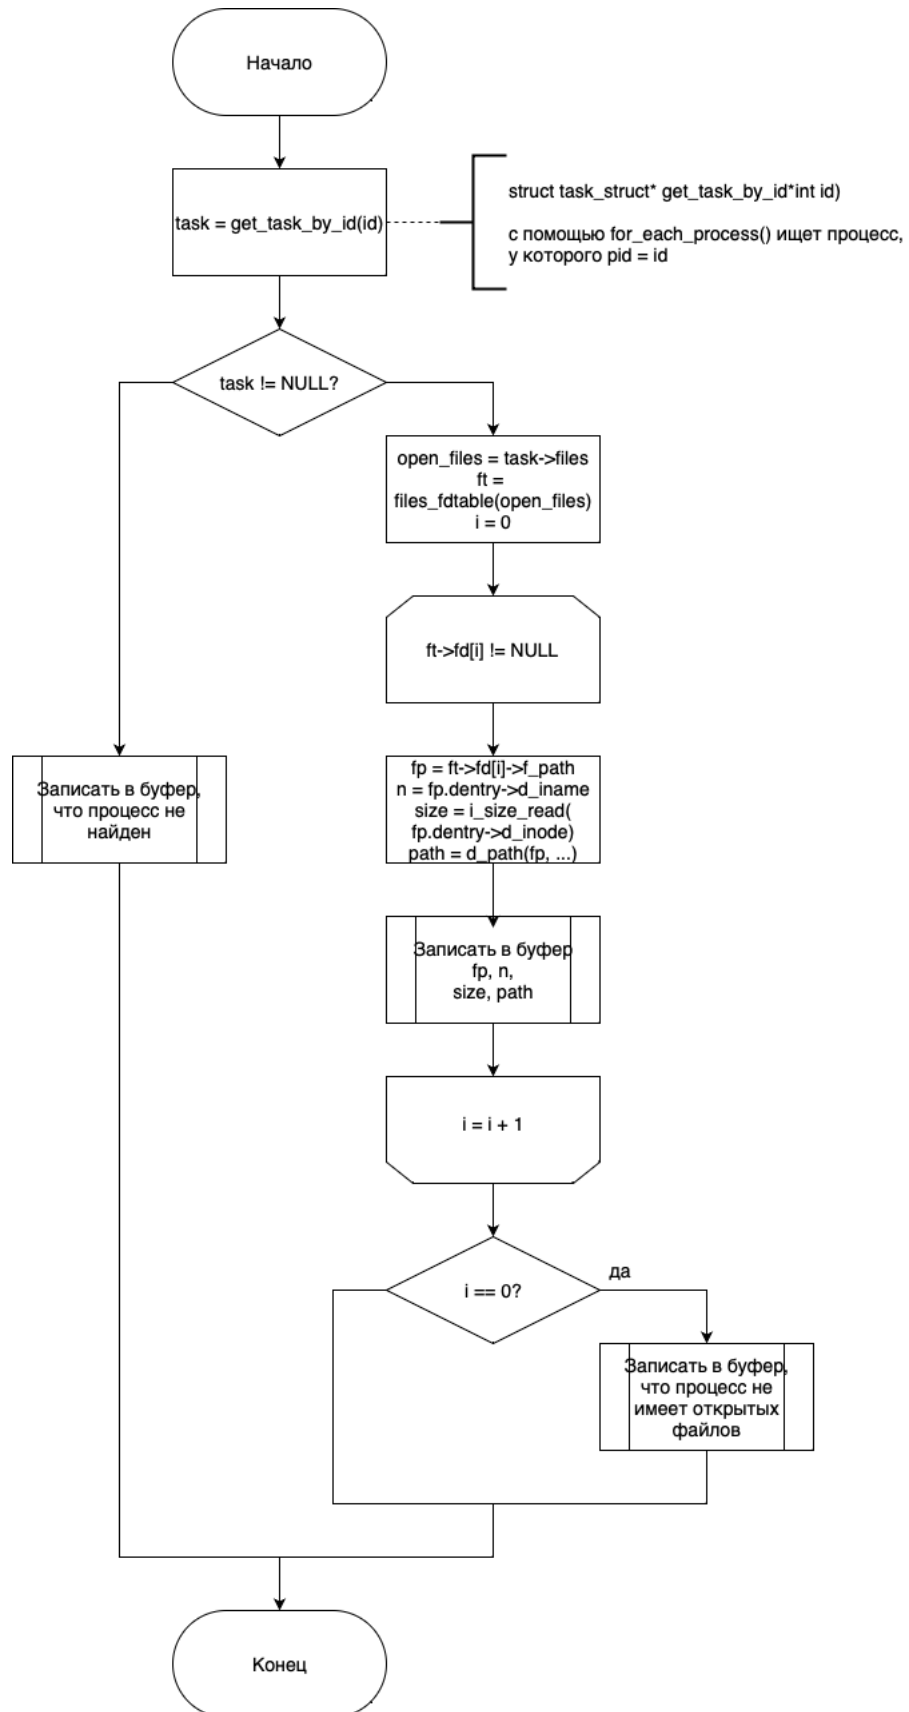 Начало
task = get_task_by_id(id)
struct task_struct* get_task_by_id*int id)
с помощью for_each_process() ищет процесс,
у которого pid = id
task != NULL?
open_files = task->files
ft =
files_fdtable(open_files)
i = 0
ft->fd[i] != NULL
Записать в буфер,
что процесс не
найден
fp = ft->fd[i]->f_path
n = fp.dentry->d_iname
size = i_size_read(
fp.dentry->d_inode)
path = d_path(fp, ...)
Записать в буфер
fp, n,
size, path
i = i + 1
i == 0?
да
Записать в буфер,
что процесс не
имеет открытых
файлов
Конец